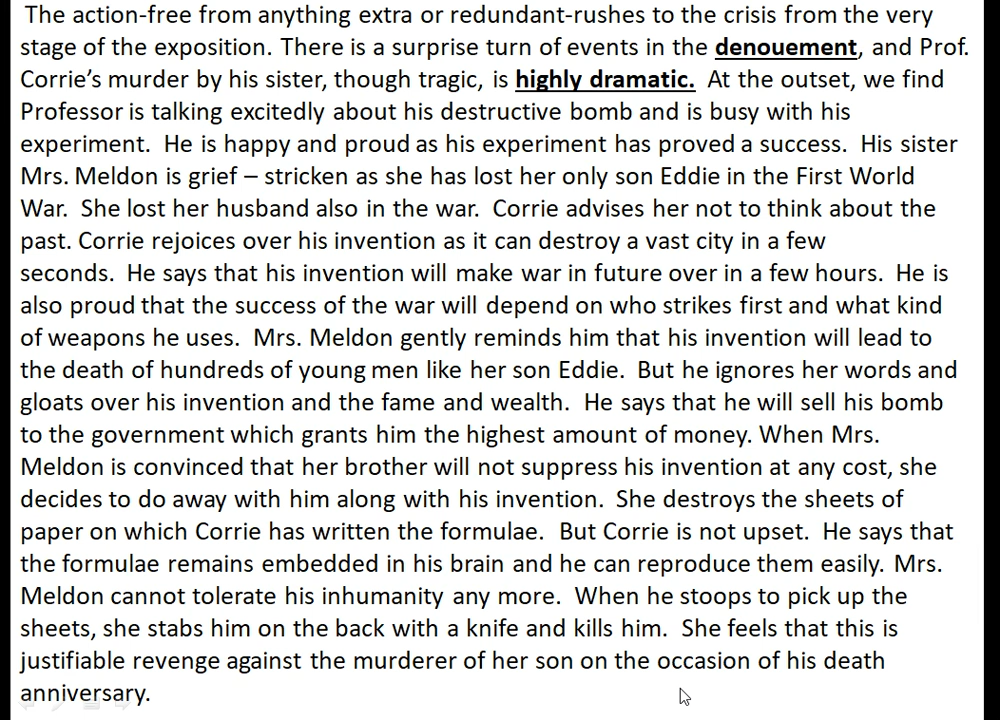 The action-free from anything extra or redundant-rushes to the crisis from the very
stage of the exposition. There is a surprise turn of events in the denouement, and Prof.
Corrie’s murder by his sister, though tragic, is highly dramatic. At the outset, we find
Professor is talking excitedly about his destructive bomb and is busy with his
experiment. He is happy and proud as his experiment has proved a success. His sister
Mrs. Meldon is grief – stricken as she has lost her only son Eddie in the First World
War. She lost her husband also in the war. Corrie advises her not to think about the
past. Corrie rejoices over his invention as it can destroy a vast city in a few
seconds. He says that his invention will make war in future over in a few hours. He is
also proud that the success of the war will depend on who strikes first and what kind
of weapons he uses. Mrs. Meldon gently reminds him that his invention will lead to
the death of hundreds of young men like her son Eddie. But he ignores her words and
gloats over his invention and the fame and wealth. He says that he will sell his bomb
to the government which grants him the highest amount of money. When Mrs.
Meldon is convinced that her brother will not suppress his invention at any cost, she
decides to do away with him along with his invention. She destroys the sheets of
paper on which Corrie has written the formulae. But Corrie is not upset. He says that
the formulae remains embedded in his brain and he can reproduce them easily. Mrs.
Meldon cannot tolerate his inhumanity any more. When he stoops to pick up the
sheets, she stabs him on the back with a knife and kills him. She feels that this is
justifiable revenge against the murderer of her son on the occasion of his death
anniversary.